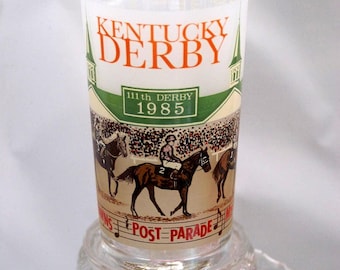 KENTUCKY
DERBY
111th DERBY
1985
2
POST PARADE